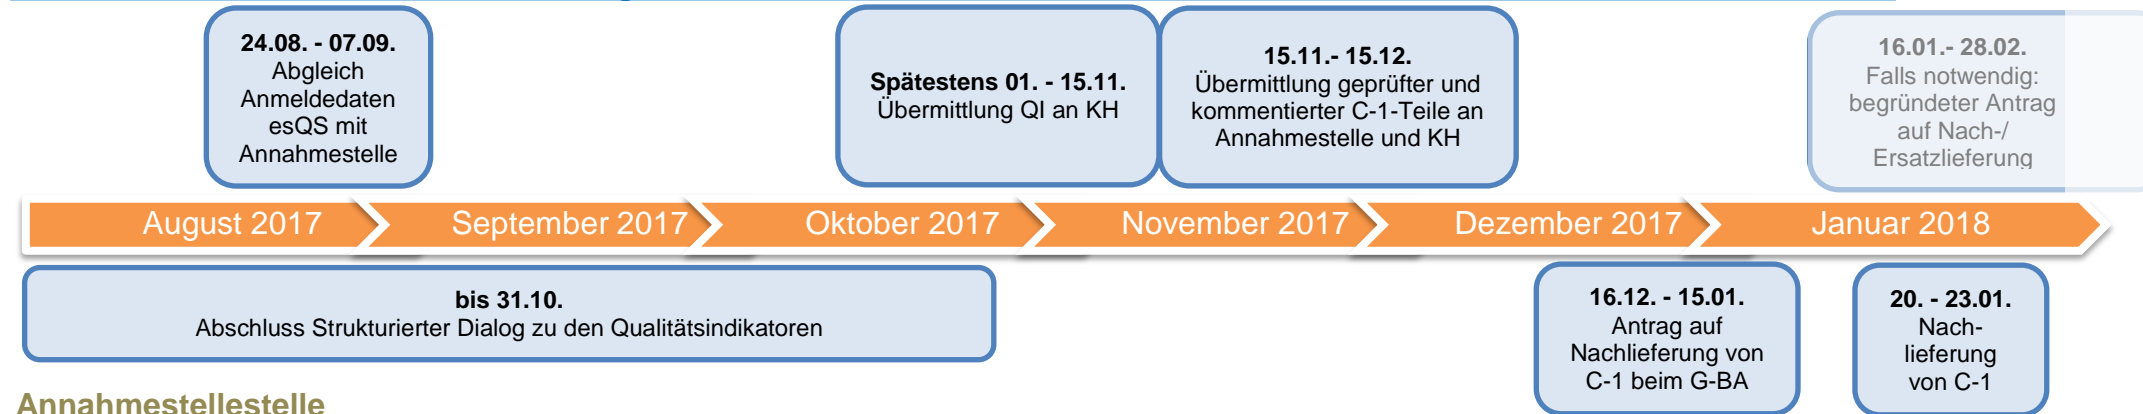 24.08. - 07.09.
Abgleich
Anmeldedaten
esQS mit
Annahmestelle
Spätestens 01. - 15.11.
Übermittlung QI an KH
15.11.- 15.12.
Übermittlung geprüfter und
kommentierter C-1-Teile an
Annahmestelle und KH
16.01.- 28.02.
Falls notwendig:
begründeter Antrag
auf Nach-/
Ersatzlieferung
August 2017
September 2017
Oktober 2017
November 2017
Dezember 2017
Januar 2018
bis 31.10.
Abschluss Strukturierter Dialog zu den Qualitätsindikatoren
16.12. - 15.01.
Antrag auf
Nachlieferung von
C-1 beim G-BA
20. - 23.01.
Nach-
lieferung
von C-1
Annahmestellestelle